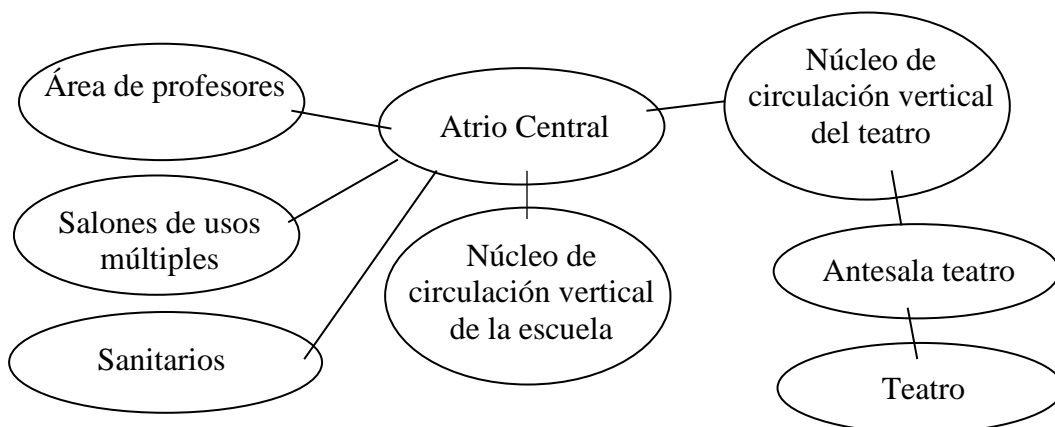 Área de profesores
Atrio Central
Núcleo de
circulación vertical
del teatro
Salones de usos
múltiples
Núcleo de
circulación vertical
de la escuela
Antesala teatro
Sanitarios
Teatro